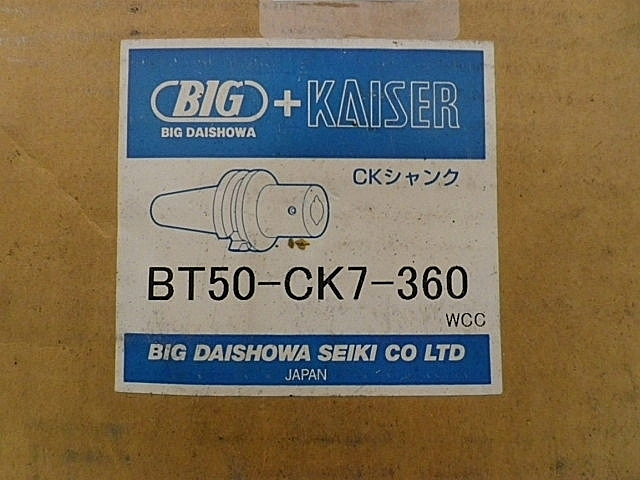 BIG + KAISER
BIG DAISHOWA
CKシャンク
BT50-CK7-360
WCC
BIG DAISHOWA SEIKI CO LTD
JAPAN